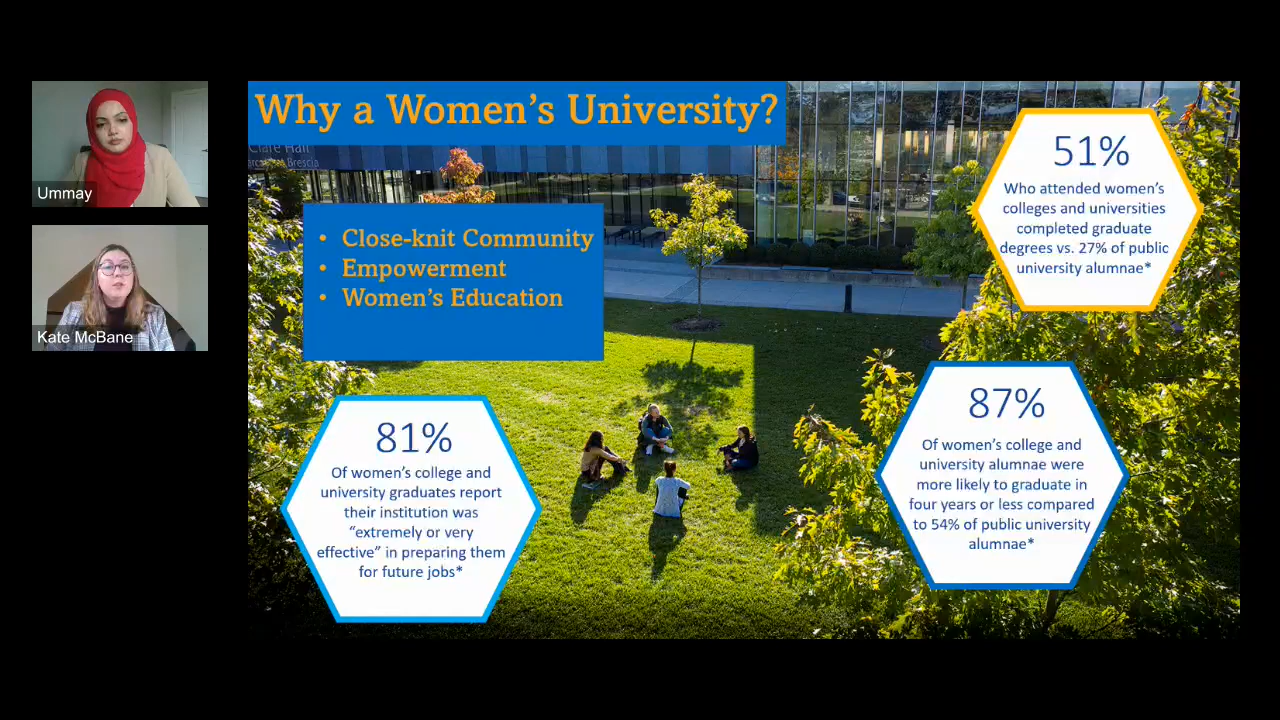 Why a Women's University?
Clare Hall
Brescia
• Close-knit Community
• Empowerment
• Women's Education
51%
Who attended women's
colleges and universities
completed graduate
degrees vs. 27% of public
university alumnae*
81%
Of women's college and
university graduates report
their institution was
"extremely or very
effective" in preparing them
for future jobs*
87%
Of women's college and
university alumnae were
more likely to graduate in
four years or less compared
to 54% of public university
alumnae*
Ummay
Kate McBane